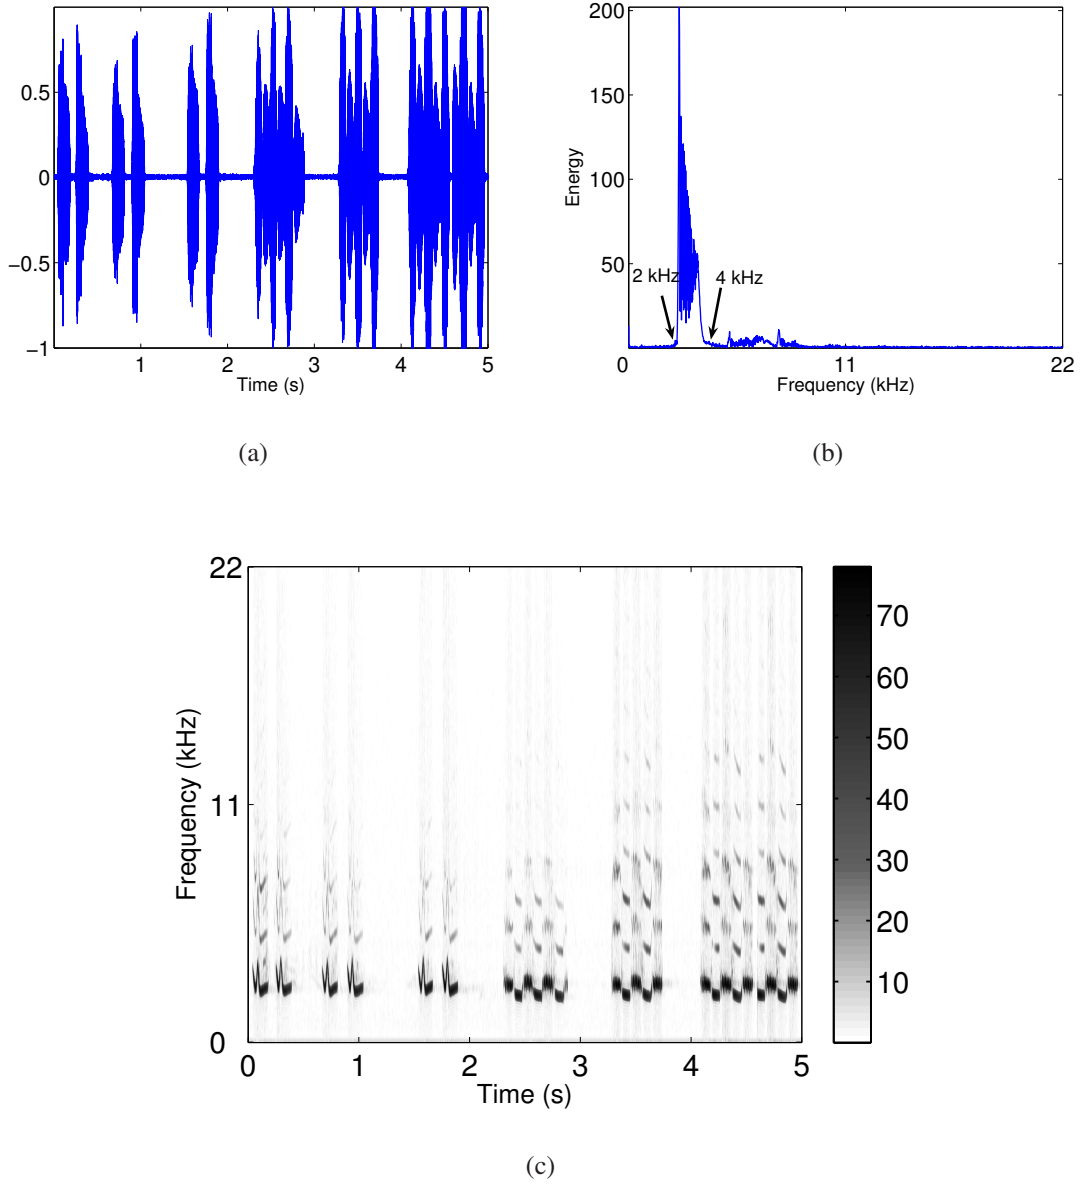 0.5
0
−0.5
−1
1 2 3 4 5
Time (s)
(a)
200
150
100
50
Energy
2 kHz
4 kHz
0 11 22
Frequency (kHz)
(b)
22
11
0
Frequency (kHz)
0 1 2 3 4 5
Time (s)
70
60
50
40
30
20
10
(c)